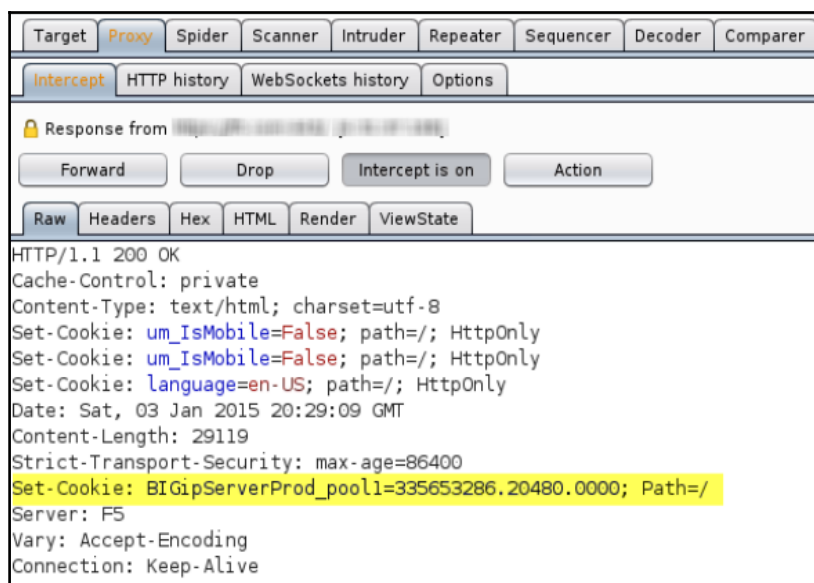 Target Proxy Spider Scanner Intruder Repeater Sequencer Decoder Comparer
Intercept HTTP history WebSockets history Options
Response from
Forward Drop Intercept is on Action
Raw Headers Hex HTML Render ViewState
HTTP/1.1 200 OK
Cache-Control: private
Content-Type: text/html; charset=utf-8
Set-Cookie: um_IsMobile=False; path=/; HttpOnly
Set-Cookie: um_IsMobile=False; path=/; HttpOnly
Set-Cookie: language=en-US; path=/; HttpOnly
Date: Sat, 03 Jan 2015 20:29:09 GMT
Content-Length: 29119
Strict-Transport-Security: max-age=86400
Set-Cookie: BIGipServerProd_pool1=335653286.20480.0000; Path=/
Server: F5
Vary: Accept-Encoding
Connection: Keep-Alive